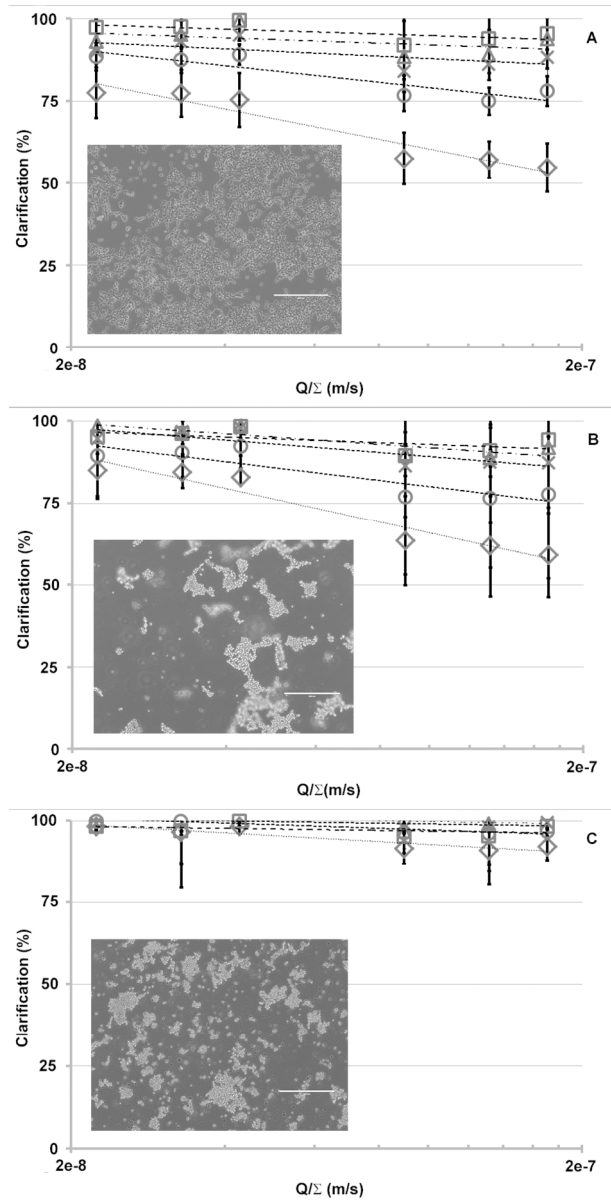 100
A
75
50
25
0
Clarification (%)
2e-8
2e-7
Q/Σ (m/s)
100
B
75
50
25
0
Clarification (%)
2e-8
2e-7
Q/Σ(m/s)
100
C
75
50
25
0
Clarification (%)
2e-8
2e-7
Q/Σ (m/s)